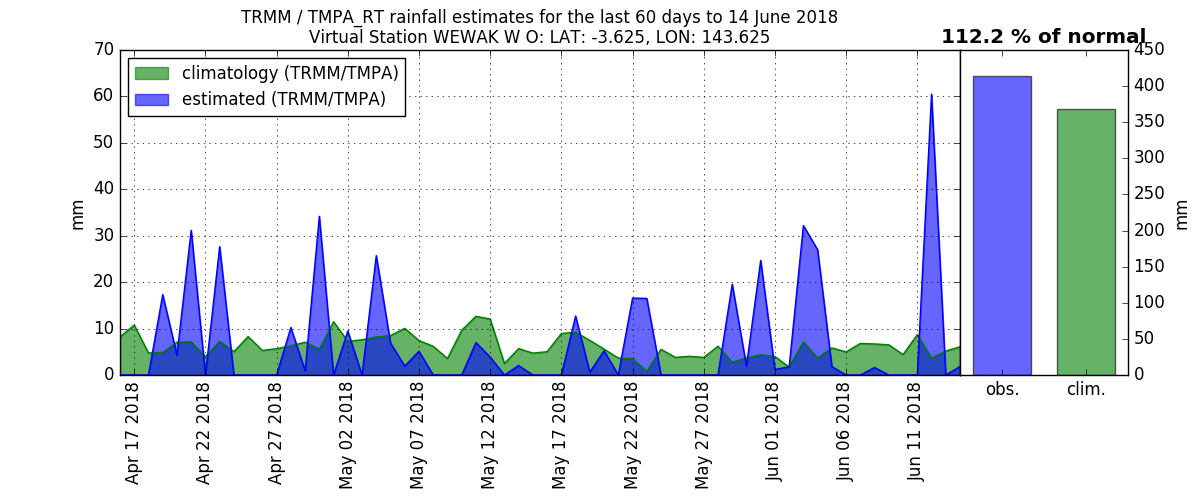 TRMM / TMPA_RT rainfall estimates for the last 60 days to 14 June 2018
Virtual Station WEWAK W O: LAT: -3.625, LON: 143.625
112.2 % of normal
climatology (TRMM/TMPA)
estimated (TRMM/TMPA)
70
60
50
40
30
20
10
0
mm
Apr 17 2018
Apr 22 2018
Apr 27 2018
May 02 2018
May 07 2018
May 12 2018
May 17 2018
May 22 2018
May 27 2018
Jun 01 2018
Jun 06 2018
Jun 11 2018
obs.
clim.
450
400
350
300
250
200
150
100
50
0
mm